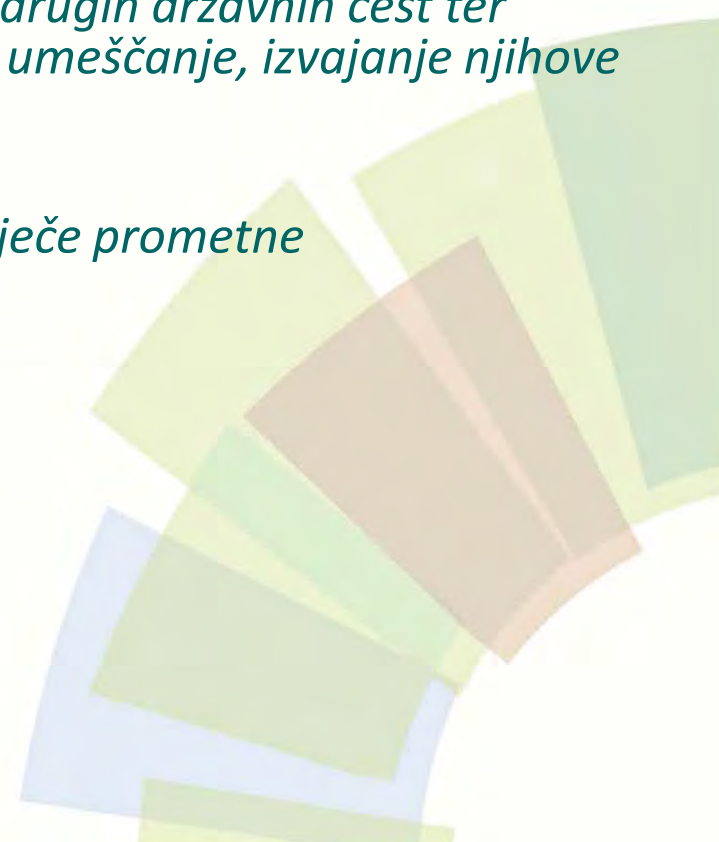 drugih državnih cest ter
umeščanje, izvajanje njihove
ječe prometne